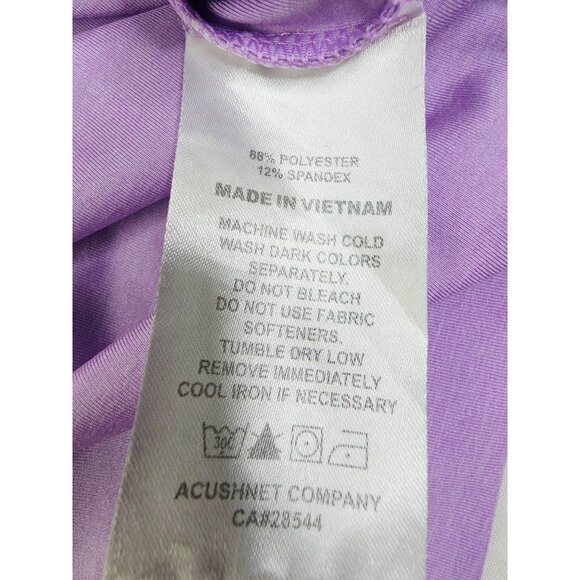 88% POLYESTER
12% SPANDEX
MADE IN VIETNAM
MACHINE WASH COLD
WASH DARK COLORS
SEPARATELY.
DO NOT BLEACH
DO NOT USE FABRIC
SOFTENERS.
TUMBLE DRY LOW
REMOVE IMMEDIATELY
COOL IRON IF NECESSARY
30C
ACUSHNET COMPANY
CA#28544